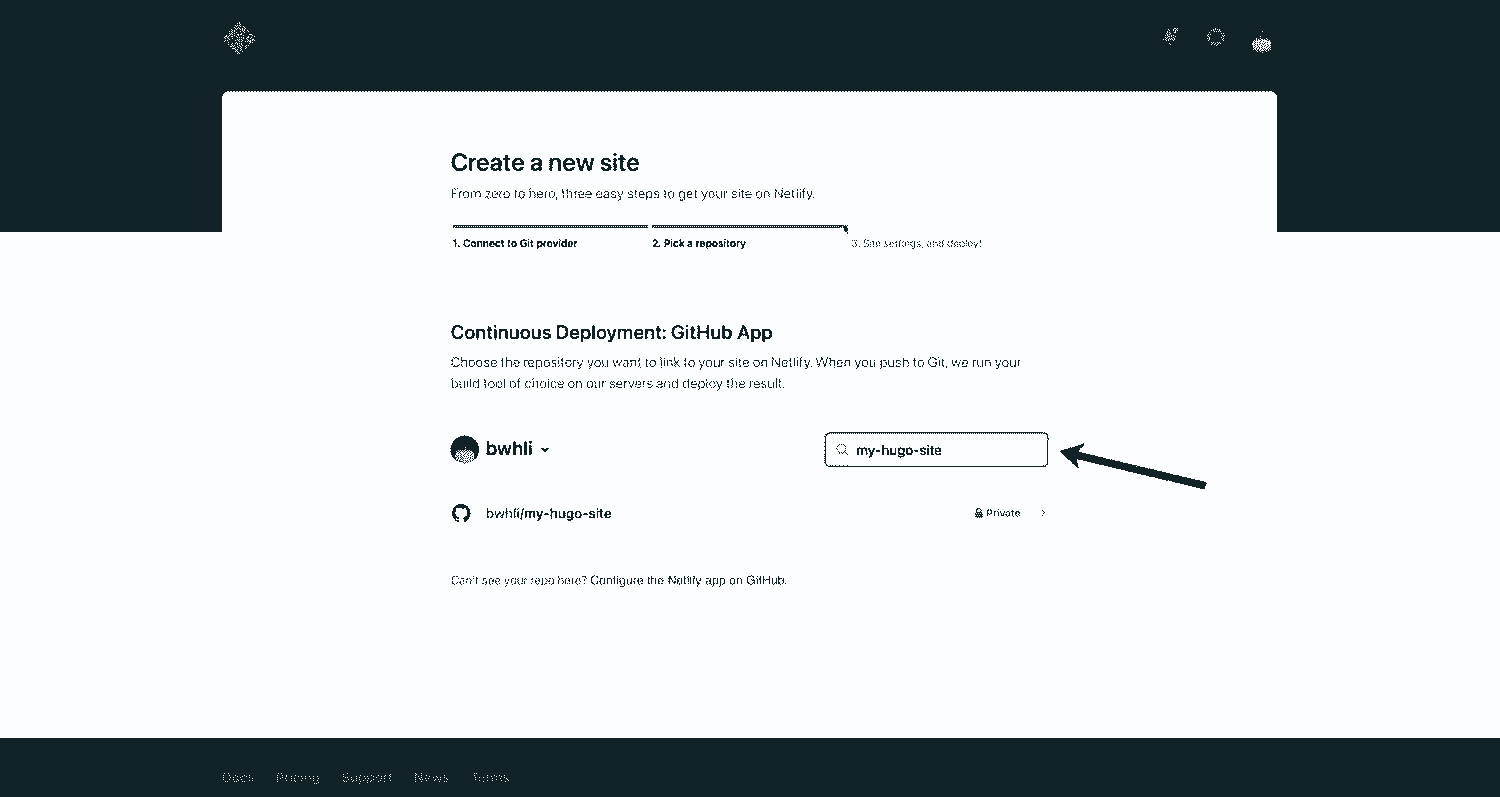 Create a new site
From zero to hero, three easy steps to get your site on Netlify.
1. Connect to Git provider
2. Pick a repository
3. Site settings, and deploy!
Continuous Deployment: GitHub App
Choose the repository you want to link to your site on Netlify. When you push to Git, we run your
build tool of choice on our servers and deploy the result.
bwhli
my-hugo-site
bwhli/my-hugo-site
Private
Can't see your repo here? Configure the Netlify app on GitHub.
Docs Pricing Support News Terms